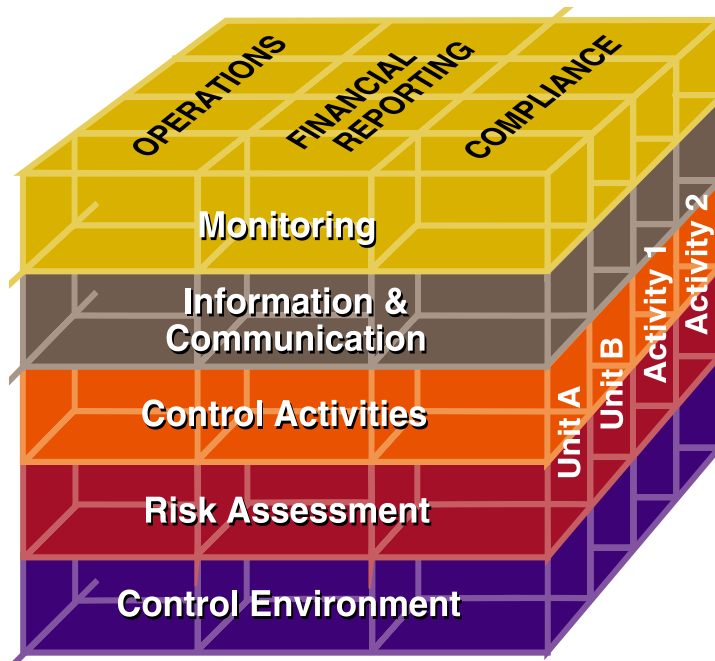 OPERATIONS
FINANCIAL
REPORTING
COMPLIANCE
Monitoring
Information &
Communication
Control Activities
Risk Assessment
Control Environment
Unit A
Unit B
Activity 1
Activity 2